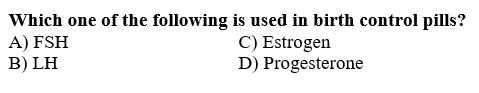 Which one of the following is used in birth control pills?
A) FSH C) Estrogen
B) LH D) Progesterone